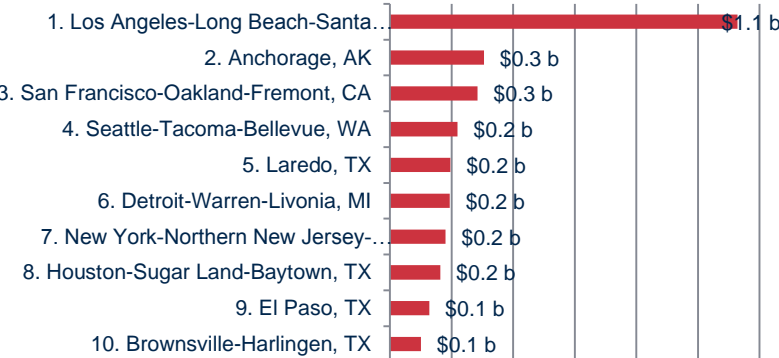 1. Los Angeles-Long Beach-Santa… $1.1 b
2. Anchorage, AK $0.3 b
3. San Francisco-Oakland-Fremont, CA $0.3 b
4. Seattle-Tacoma-Bellevue, WA $0.2 b
5. Laredo, TX $0.2 b
6. Detroit-Warren-Livonia, MI $0.2 b
7. New York-Northern New Jersey-… $0.2 b
8. Houston-Sugar Land-Baytown, TX $0.2 b
9. El Paso, TX $0.1 b
10. Brownsville-Harlingen, TX $0.1 b